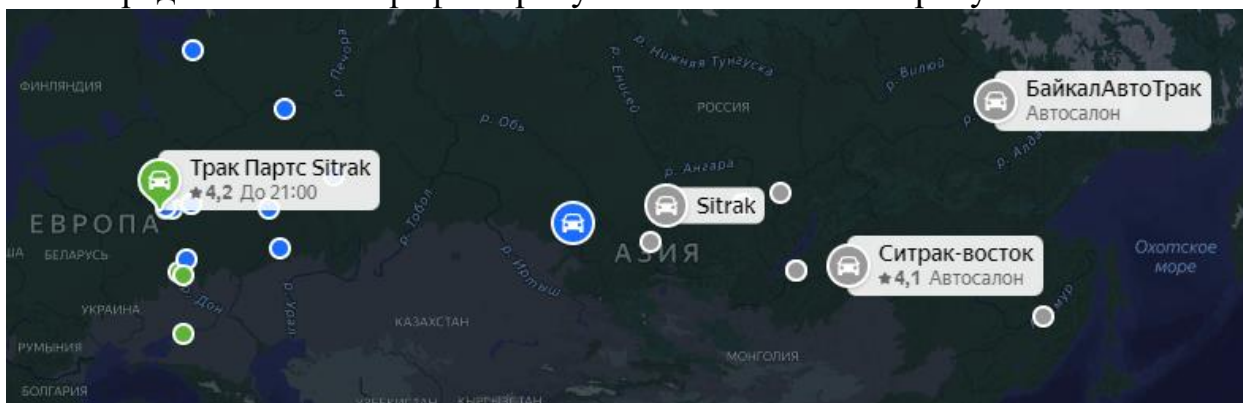 ФИНЛЯНДИЯ
р. Печора
р. Енисей
р. Нижняя Тунгуска
РОССИЯ
р. Вилюй
БайкалАвтоТрак
Автосалон
р. Обь
р. Ангара
Трак Партс Sitrak
★4,2 До 21:00
р. Тобол
Sitrak
ЕВРОПА
БЕЛАРУСЬ
АЗИЯ
Ситрак-восток
★4,1 Автосалон
Охотское
море
р. Иртыш
р. Дон
р. Урал
УКРАИНА
КАЗАХСТАН
РУМЫНИЯ
МОНГОЛИЯ
БОЛГАРИЯ